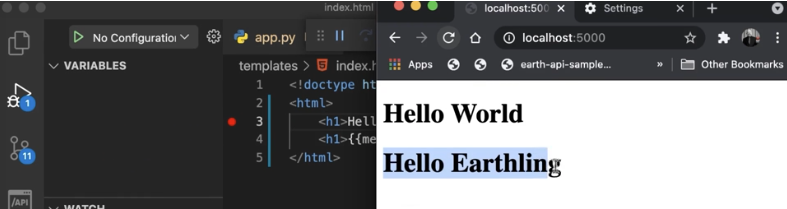 index.html
No Configuration
app.py
VARIABLES
templates > index.h
1 <!doctype ht
2 <html>
3 <h1>Hell
4 <h1>{{me
5 </html>
1
11
/API
WATCH
localhost:500
Settings
localhost:5000
Apps
earth-api-sample...
»
Other Bookmarks
Hello World
Hello Earthling